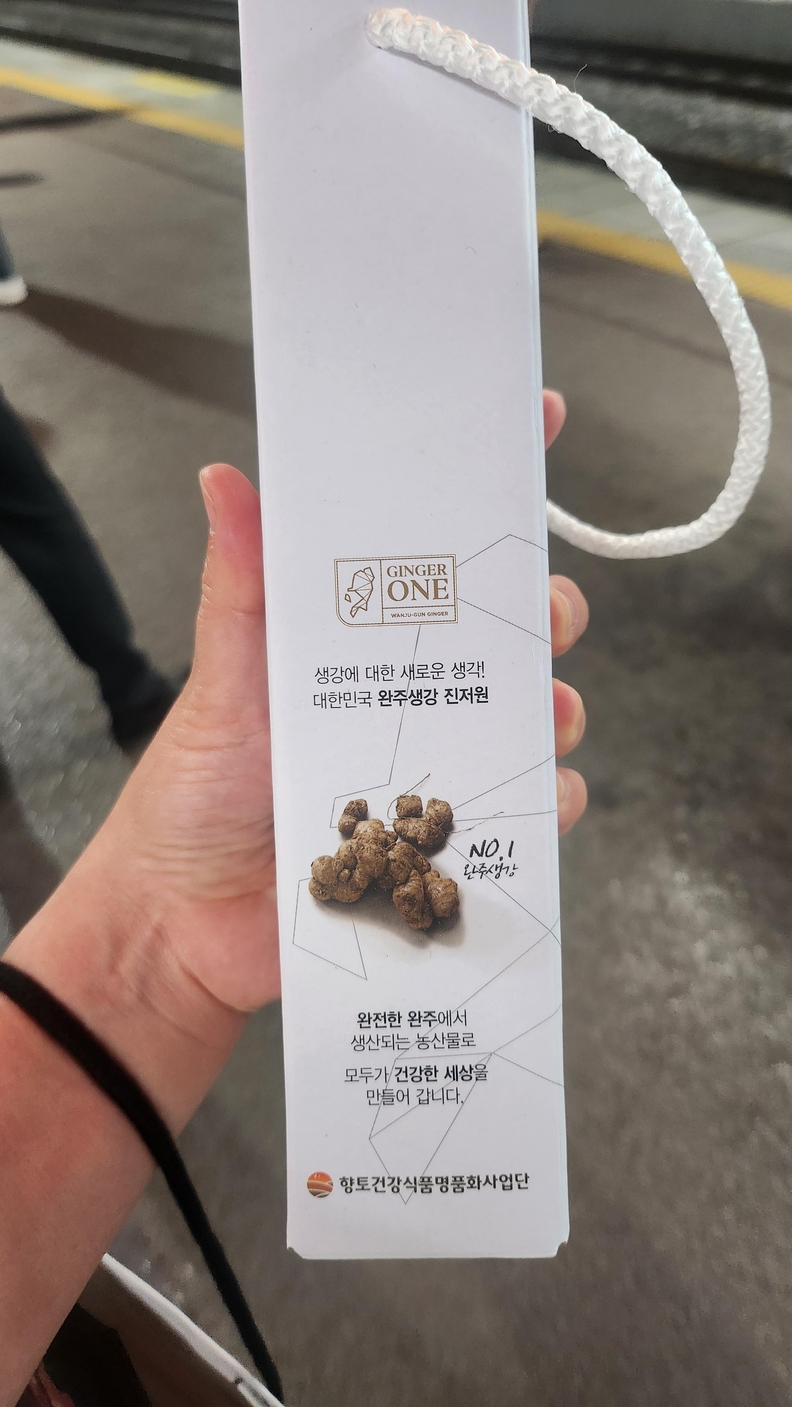 GINGER
ONE
WANJU-GUN GINGER
생강에 대한 새로운 생각!
대한민국 완주생강 진저원
NO.1
완주생강
완전한 완주에서
생산되는 농산물로
모두가 건강한 세상을
만들어 갑니다.
향토건강식품명품화사업단